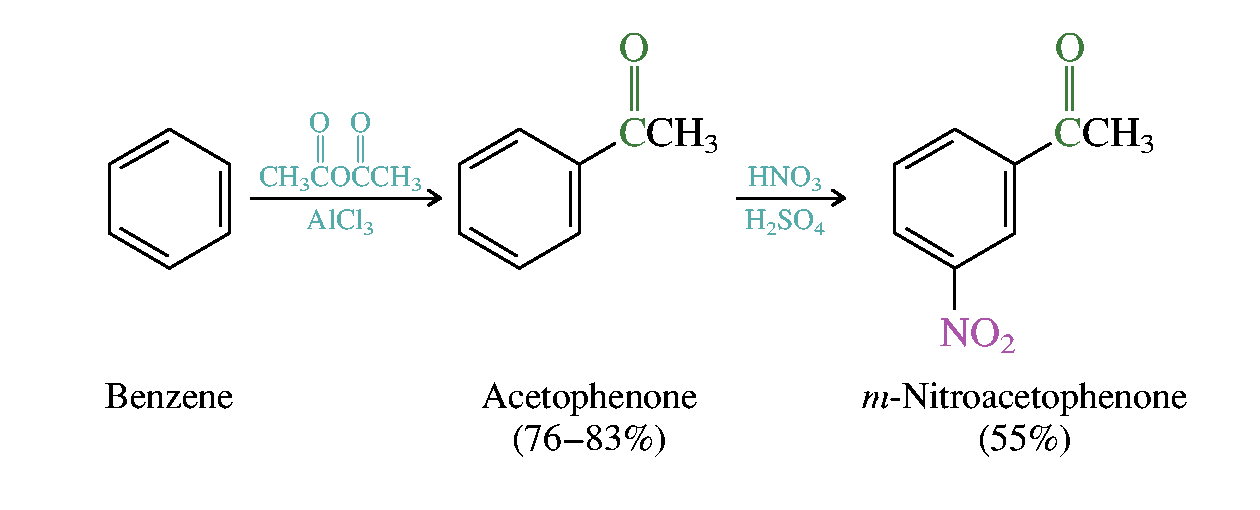 O
O
O O
CCH₃
CCH₃
CH₃COCCH₃
HNO₃
AlCl₃
H₂SO₄
NO₂
Benzene
Acetophenone
m-Nitroacetophenone
(76–83%)
(55%)